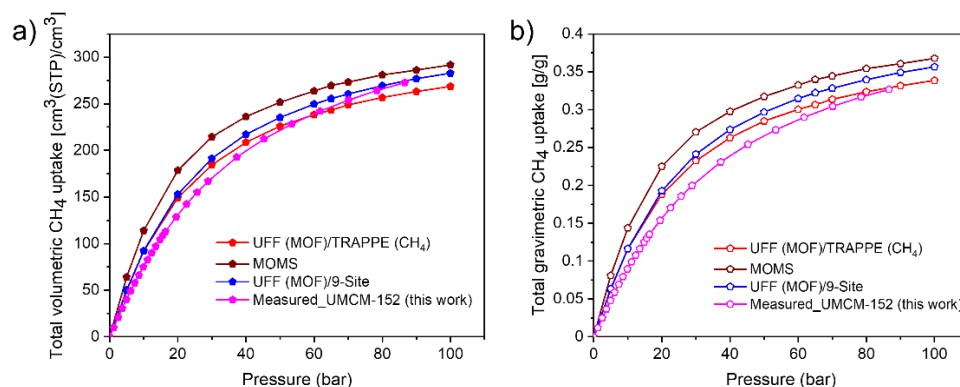 a)
Total volumetric CH₄ uptake [cm³(STP)/cm³]
350
300
250
200
150
100
50
0
0 20 40 60 80 100
Pressure (bar)
UFF (MOF)/TRAPPE (CH₄)
MOMS
UFF (MOF)/9-Site
Measured_UMCM-152 (this work)
b)
Total gravimetric CH₄ uptake [g/g]
0.4
0.35
0.3
0.25
0.2
0.15
0.1
0.05
0
0 20 40 60 80 100
Pressure (bar)
UFF (MOF)/TRAPPE (CH₄)
MOMS
UFF (MOF)/9-Site
Measured_UMCM-152 (this work)